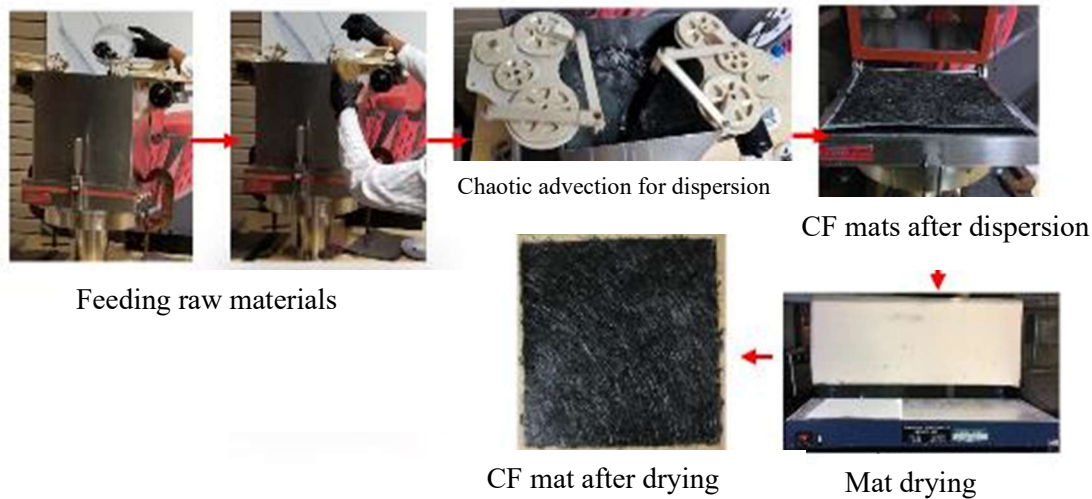 Chaotic advection for dispersion
CF mats after dispersion
Feeding raw materials
CF mat after drying
Mat drying